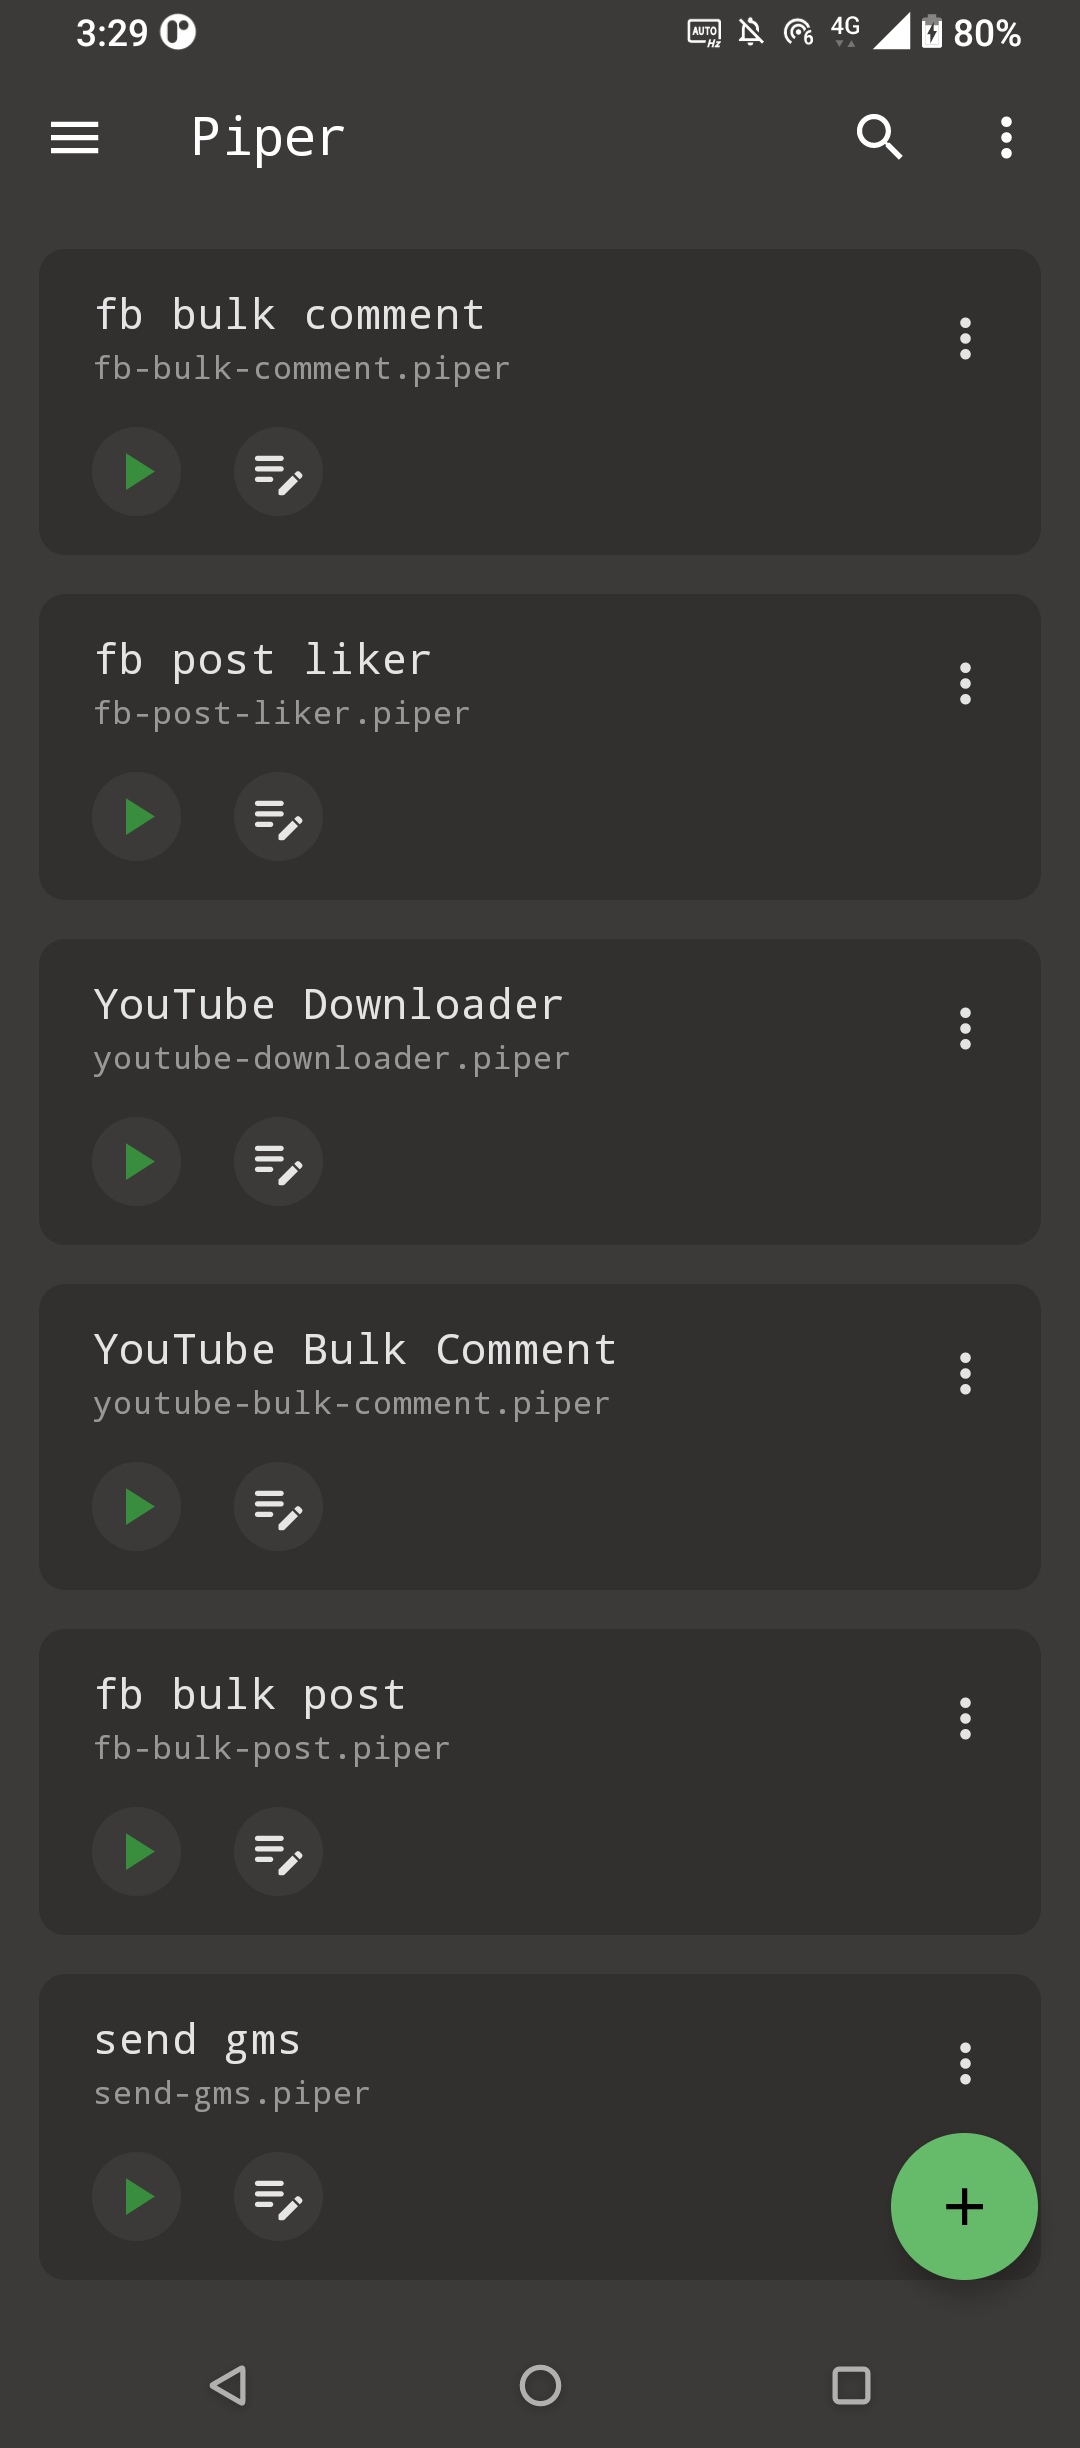 3:29
AUTO Hz
6
4G
80%
Piper
fb bulk comment
fb-bulk-comment.piper
fb post liker
fb-post-liker.piper
YouTube Downloader
youtube-downloader.piper
YouTube Bulk Comment
youtube-bulk-comment.piper
fb bulk post
fb-bulk-post.piper
send gms
send-gms.piper